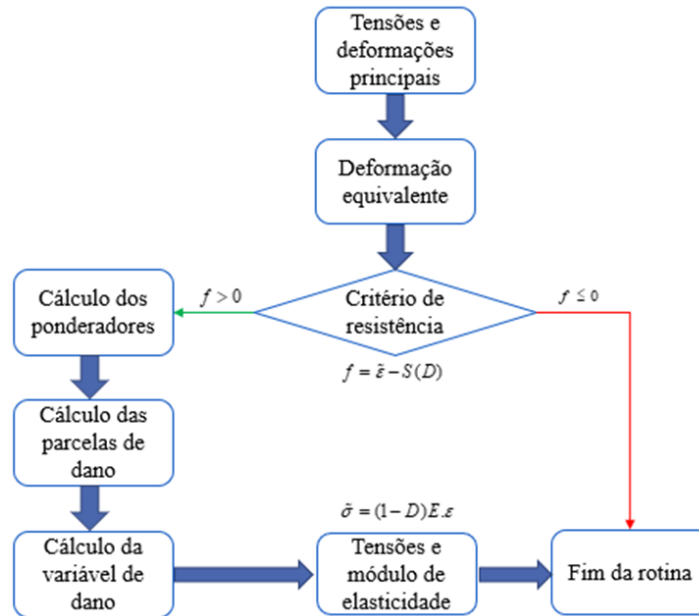 Tensões e
deformações
principais
Deformação
equivalente
Critério de
resistência
f > 0
f ≤ 0
f = ε̃ − S(D)
Cálculo dos
ponderadores
Cálculo das
parcelas de
dano
Cálculo da
variável de
dano
σ̃ = (1−D)E.ε
Tensões e
módulo de
elasticidade
Fim da rotina